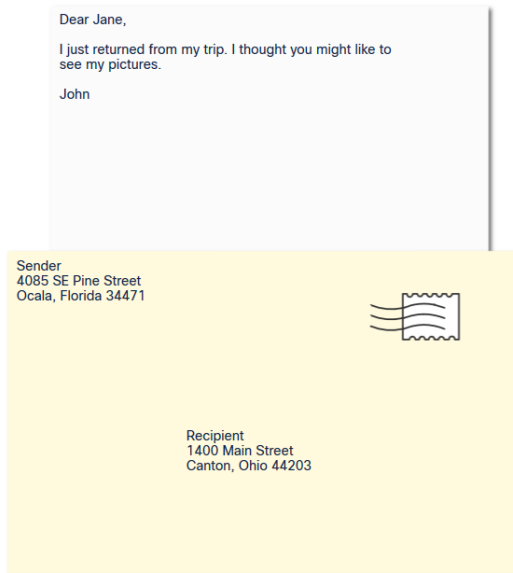 Dear Jane,
I just returned from my trip. I thought you might like to
see my pictures.
John
Sender
4085 SE Pine Street
Ocala, Florida 34471
Recipient
1400 Main Street
Canton, Ohio 44203